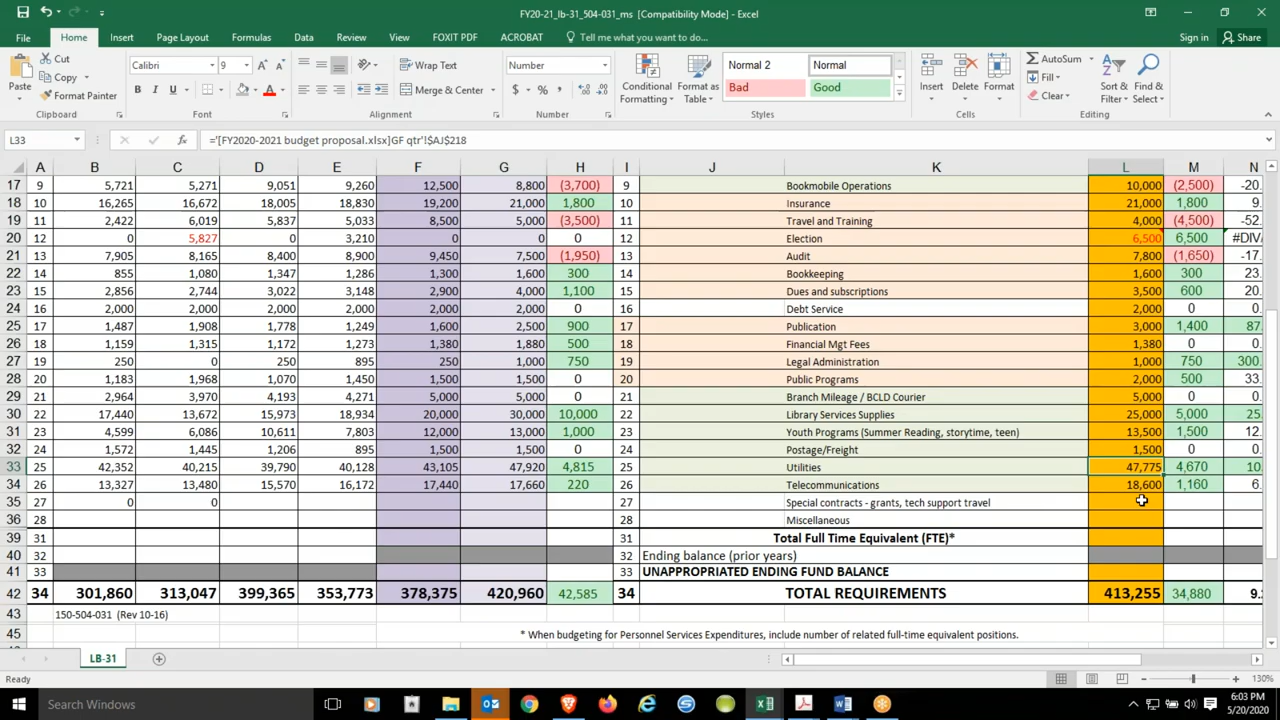 FY20-21_lb-31_504-031_ms [Compatibility Mode] - Excel
File Home Insert Page Layout Formulas Data Review View FOXIT PDF ACROBAT Tell me what you want to do... Sign in Share
Cut
Copy
Format Painter
Paste
Calibri 9
B I U
Wrap Text
Merge & Center
Number
$ % ,
Conditional Formatting
Format as Table
Normal 2 Normal
Bad Good
Insert Delete Format
AutoSum
Fill
Clear
Sort & Filter
Find & Select
Clipboard Font Alignment Number Styles Cells Editing
L33 fx ='[FY2020-2021 budget proposal.xlsx]GF qtr'!$AJ$218
A B C D E F G H I J K L M N
17 9 5,721 5,271 9,051 9,260 12,500 8,800 (3,700) 9 Bookmobile Operations 10,000 (2,500) -20.
18 10 16,265 16,672 18,005 18,830 19,200 21,000 1,800 10 Insurance 21,000 1,800 9.
19 11 2,422 6,019 5,837 5,033 8,500 5,000 (3,500) 11 Travel and Training 4,000 (4,500) -52.
20 12 0 5,827 0 3,210 0 0 0 12 Election 6,500 6,500 #DIV/
21 13 7,905 8,165 8,400 8,900 9,450 7,500 (1,950) 13 Audit 7,800 (1,650) -17.
22 14 855 1,080 1,347 1,286 1,300 1,600 300 14 Bookkeeping 1,600 300 23.
23 15 2,856 2,744 3,022 3,148 2,900 4,000 1,100 15 Dues and subscriptions 3,500 600 20.
24 16 2,000 2,000 2,000 2,000 2,000 2,000 0 16 Debt Service 2,000 0 0.
25 17 1,487 1,908 1,778 1,249 1,600 2,500 900 17 Publication 3,000 1,400 87.
26 18 1,159 1,172 1,126 1,273 1,380 1,880 500 18 Financial Mgt Fees 1,380 0 0.
27 19 250 0 250 895 250 1,000 750 19 Legal Administration 1,000 750 300.
28 20 1,183 1,968 1,070 1,450 1,500 1,500 0 20 Public Programs 2,000 500 33.
29 21 2,964 3,970 4,193 4,271 5,000 5,000 0 21 Branch Mileage / BCLD Courier 5,000 0 0.
30 22 17,440 13,672 15,973 18,934 20,000 30,000 10,000 22 Library Services Supplies 25,000 5,000 25.
31 23 4,599 6,086 10,611 7,803 12,000 13,000 1,000 23 Youth Programs (Summer Reading, storytime, teen) 13,500 1,500 12.
32 24 1,572 1,445 1,206 895 1,500 1,500 0 24 Postage/Freight 1,500 0 0.
33 25 42,352 40,215 39,790 40,128 43,105 47,920 4,815 25 Utilities 47,775 4,670 10.
34 26 13,327 13,480 15,570 16,172 17,440 17,660 220 26 Telecommunications 18,600 1,160 6.
35 27 0 0 27 Special contracts - grants, tech support travel
36 28 28 Miscellaneous
39 31 31 Total Full Time Equivalent (FTE)*
40 32 32 Ending balance (prior years)
41 33 33 UNAPPROPRIATED ENDING FUND BALANCE
42 34 301,860 313,047 399,365 353,773 378,375 420,960 42,585 34 TOTAL REQUIREMENTS 413,255 34,880 9.
43 150-504-031 (Rev 10-16)
45 * When budgeting for Personnel Services Expenditures, include number of related full-time equivalent positions.
LB-31
Ready 130%
Search Windows
6:03 PM
5/20/2020